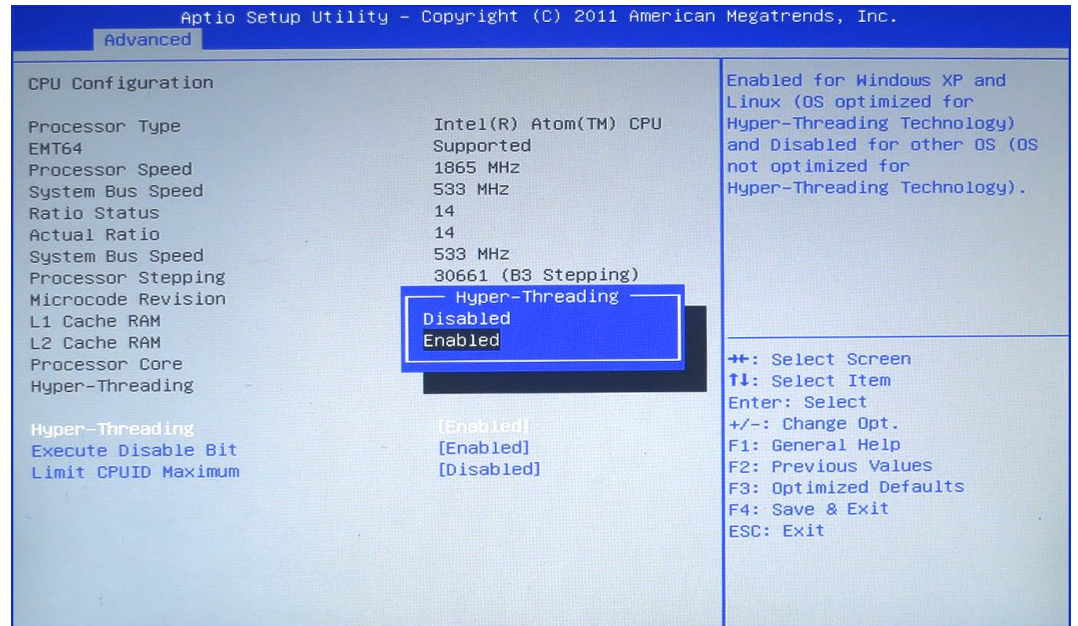 Aptio Setup Utility – Copyright (C) 2011 American Megatrends, Inc.
Advanced
CPU Configuration
Processor Type Intel(R) Atom(TM) CPU
EMT64 Supported
Processor Speed 1865 MHz
System Bus Speed 533 MHz
Ratio Status 14
Actual Ratio 14
System Bus Speed 533 MHz
Processor Stepping 30661 (B3 Stepping)
Microcode Revision
L1 Cache RAM
L2 Cache RAM
Processor Core
Hyper-Threading
Hyper-Threading [Enabled]
Execute Disable Bit [Enabled]
Limit CPUID Maximum [Disabled]
Hyper-Threading
Disabled
Enabled
Enabled for Windows XP and
Linux (OS optimized for
Hyper-Threading Technology)
and Disabled for other OS (OS
not optimized for
Hyper-Threading Technology).
→←: Select Screen
↑↓: Select Item
Enter: Select
+/-: Change Opt.
F1: General Help
F2: Previous Values
F3: Optimized Defaults
F4: Save & Exit
ESC: Exit